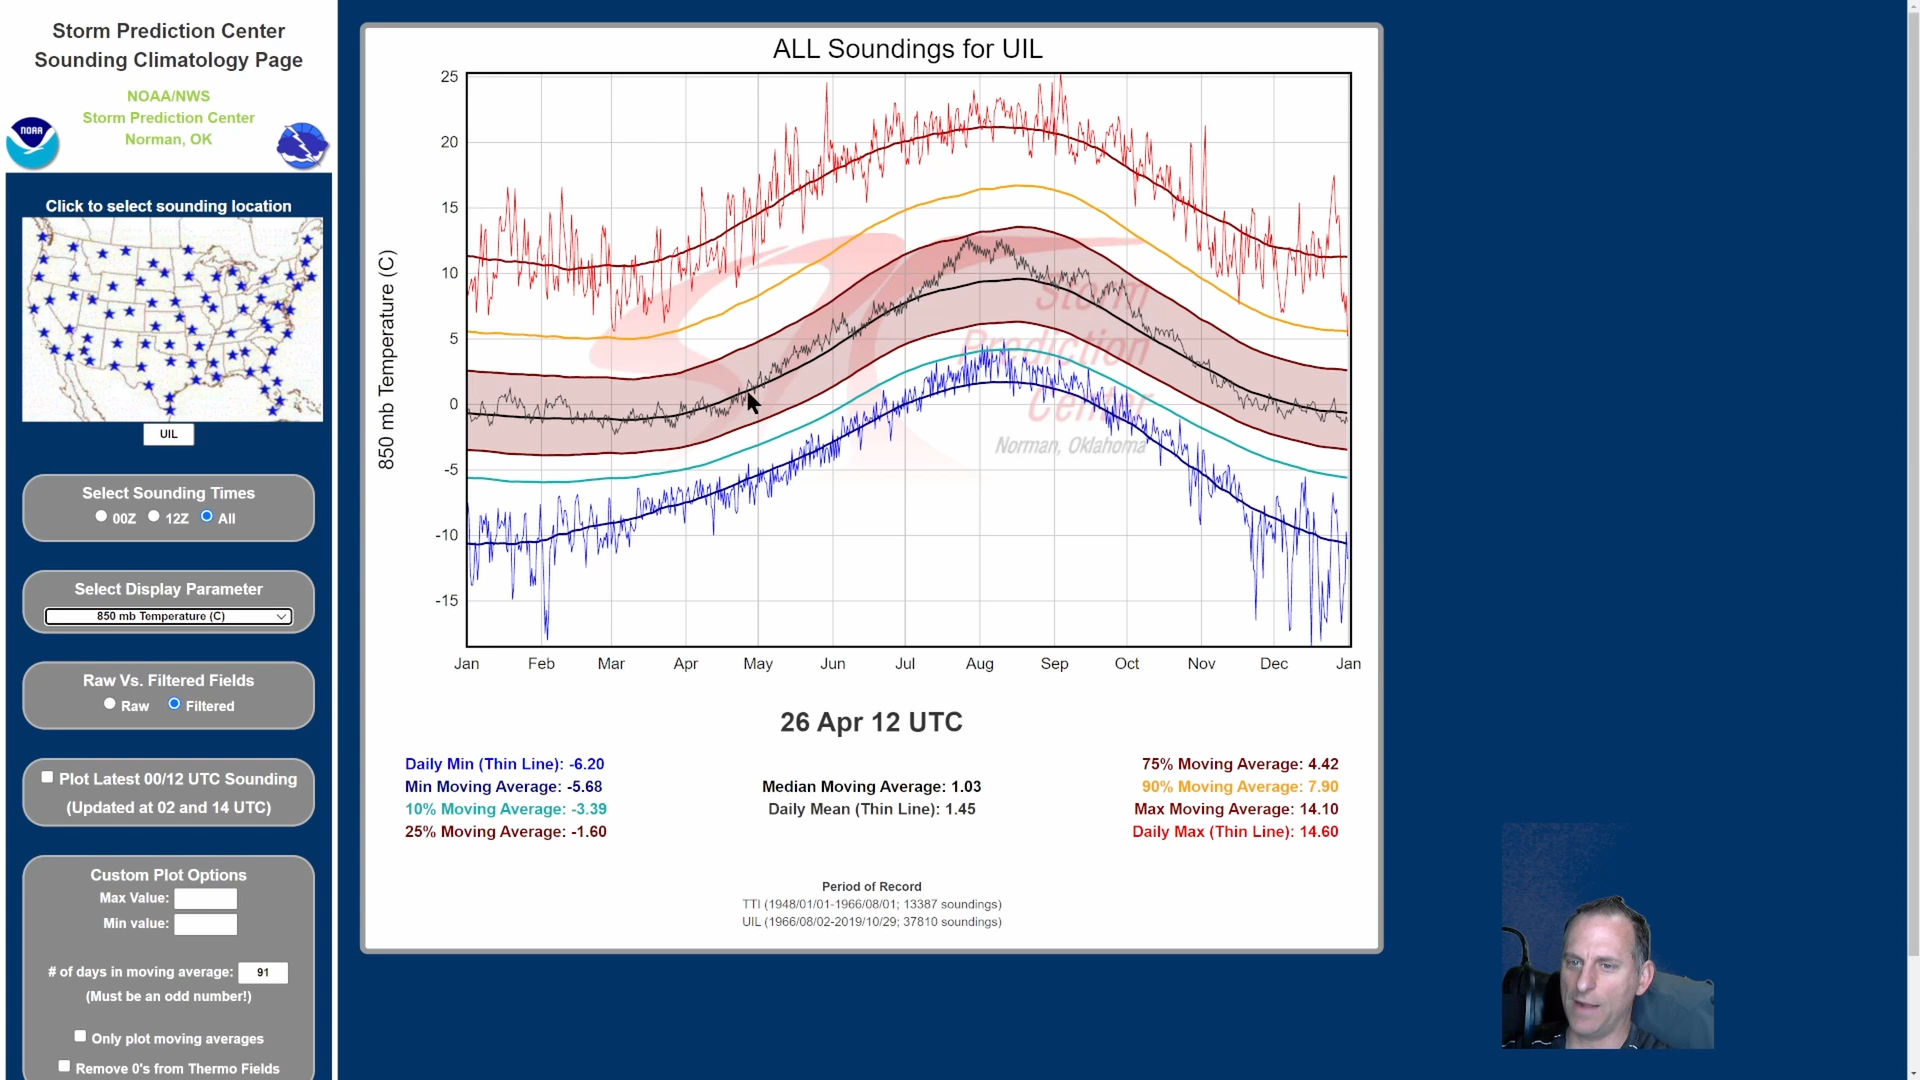 Storm Prediction Center
Sounding Climatology Page
NOAA/NWS
Storm Prediction Center
Norman, OK
NOAA
Click to select sounding location
UIL
Select Sounding Times
00Z 12Z All
Select Display Parameter
850 mb Temperature (C)
Raw Vs. Filtered Fields
Raw Filtered
Plot Latest 00/12 UTC Sounding
(Updated at 02 and 14 UTC)
Custom Plot Options
Max Value:
Min value:
# of days in moving average: 91
(Must be an odd number!)
Only plot moving averages
Remove 0's from Thermo Fields
ALL Soundings for UIL
850 mb Temperature (C)
25
20
15
10
5
0
-5
-10
-15
Storm
Prediction
Center
Norman, Oklahoma
Jan Feb Mar Apr May Jun Jul Aug Sep Oct Nov Dec Jan
26 Apr 12 UTC
Daily Min (Thin Line): -6.20
Min Moving Average: -5.68
10% Moving Average: -3.39
25% Moving Average: -1.60
Median Moving Average: 1.03
Daily Mean (Thin Line): 1.45
75% Moving Average: 4.42
90% Moving Average: 7.90
Max Moving Average: 14.10
Daily Max (Thin Line): 14.60
Period of Record
TTI (1948/01/01-1966/08/01; 13387 soundings)
UIL (1966/08/02-2019/10/29; 37810 soundings)